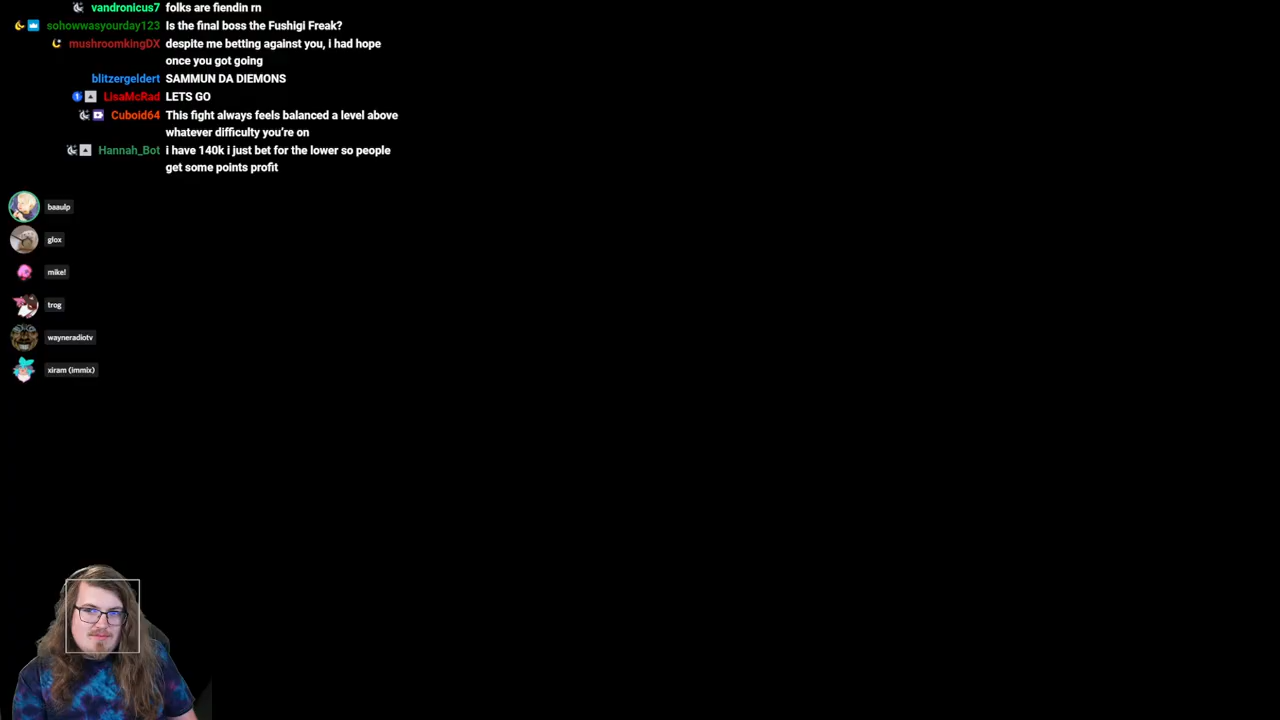 vandronicus7 folks are fiendin rn
sohowwasyourday123 Is the final boss the Fushigi Freak?
mushroomkingDX despite me betting against you, i had hope
once you got going
blitzergeldert SAMMUN DA DIEMONS
LisaMcRad LETS GO
Cuboid64 This fight always feels balanced a level above
whatever difficulty you’re on
Hannah_Bot i have 140k i just bet for the lower so people
get some points profit
baaulp
glox
mike!
trog
wayneradiotv
xiram (immix)